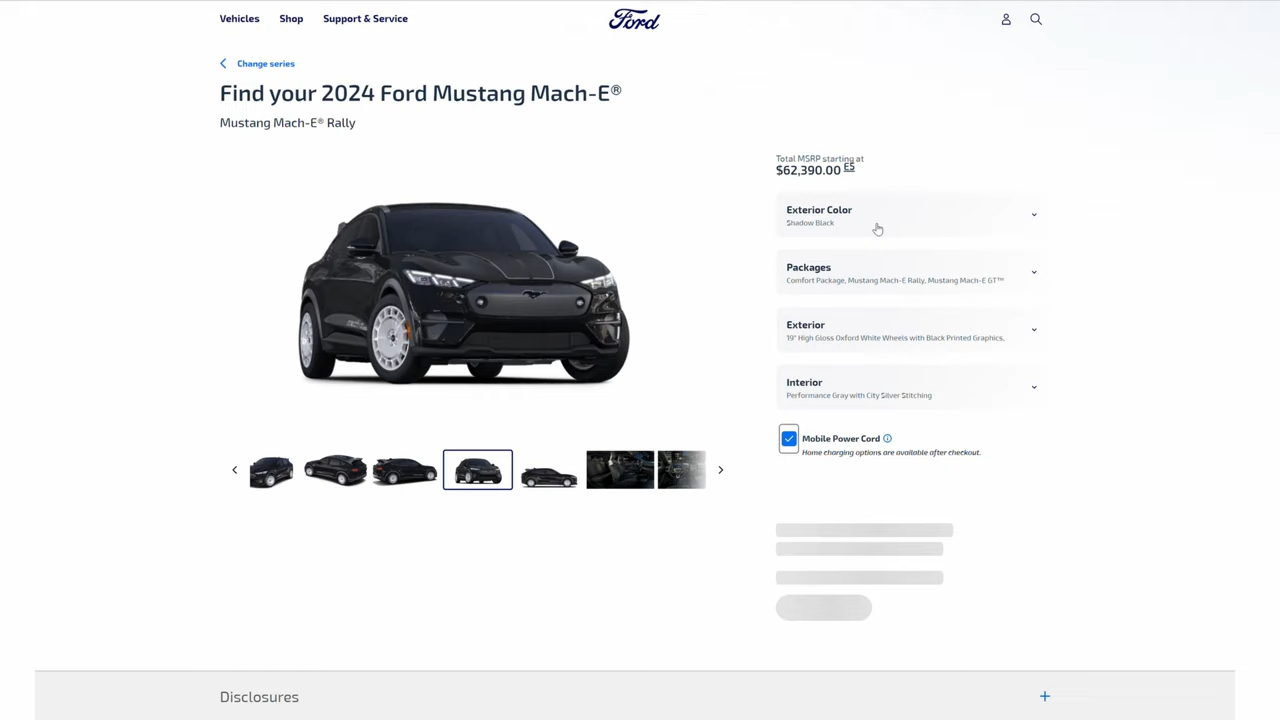 Vehicles
Shop
Support & Service
Ford
Change series
Find your 2024 Ford Mustang Mach-E®
Mustang Mach-E® Rally
Total MSRP starting at
$62,390.00 E5
Exterior Color
Shadow Black
Packages
Comfort Package, Mustang Mach-E Rally, Mustang Mach-E GT™
Exterior
19" High Gloss Oxford White Wheels with Black Printed Graphics,
Interior
Performance Gray with City Silver Stitching
Mobile Power Cord
Home charging options are available after checkout.
Disclosures